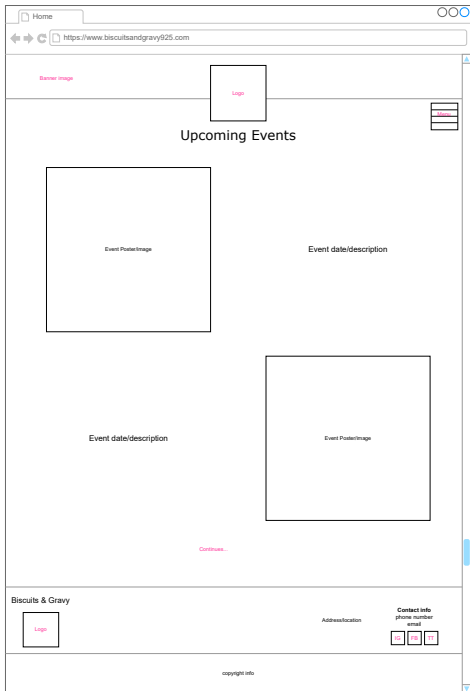 Home
https://www.biscuitsandgravy925.com
Banner image
Logo
Menu
Upcoming Events
Event Poster/image
Event date/description
Event date/description
Event Poster/image
Continues...
Biscuits & Gravy
Logo
Address/location
Contact info
phone number
email
IG FB TT
copyright info